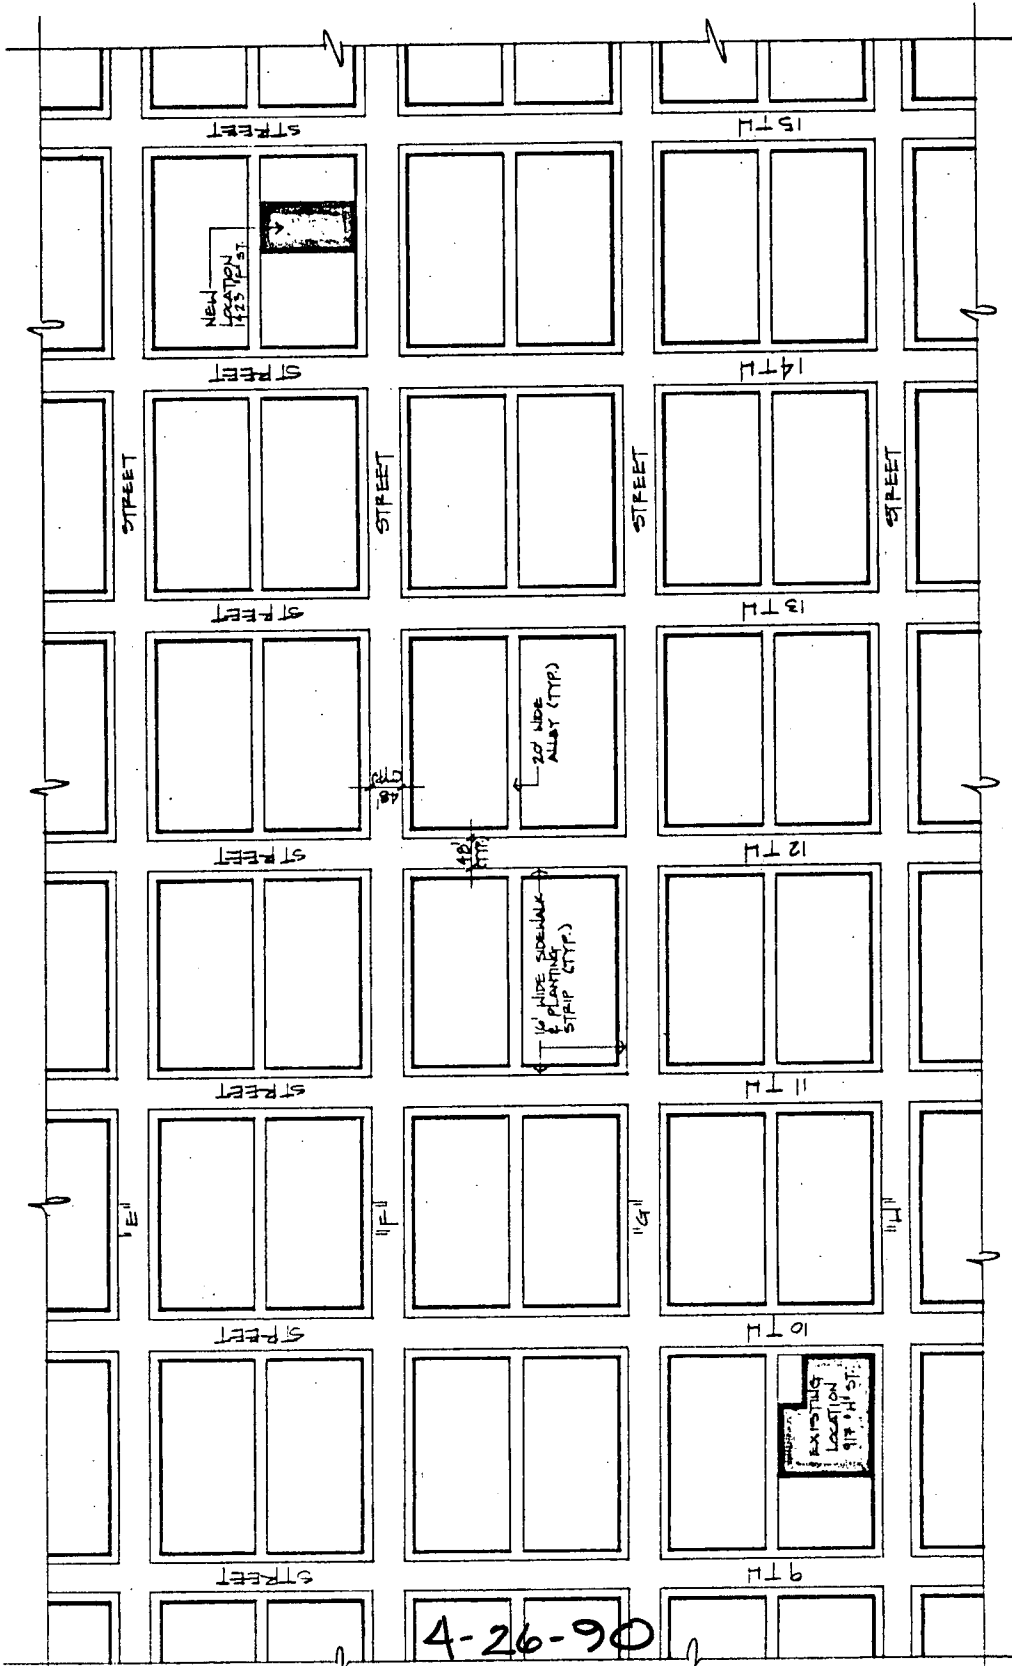 STREET
15TH
NEW
LOCATION
1423 "F" ST.
STREET
14TH
STREET
STREET
STREET
STREET
STREET
13TH
20' WIDE
ALLEY (TYP.)
48'
(TYP.)
STREET
12TH
48'
(TYP.)
16' WIDE SIDEWALK
& PLANTING
STRIP (TYP.)
STREET
11TH
"E"
"F"
"G"
"H"
STREET
10TH
EXISTING
LOCATION
917 "H" ST.
STREET
9TH
4-26-90